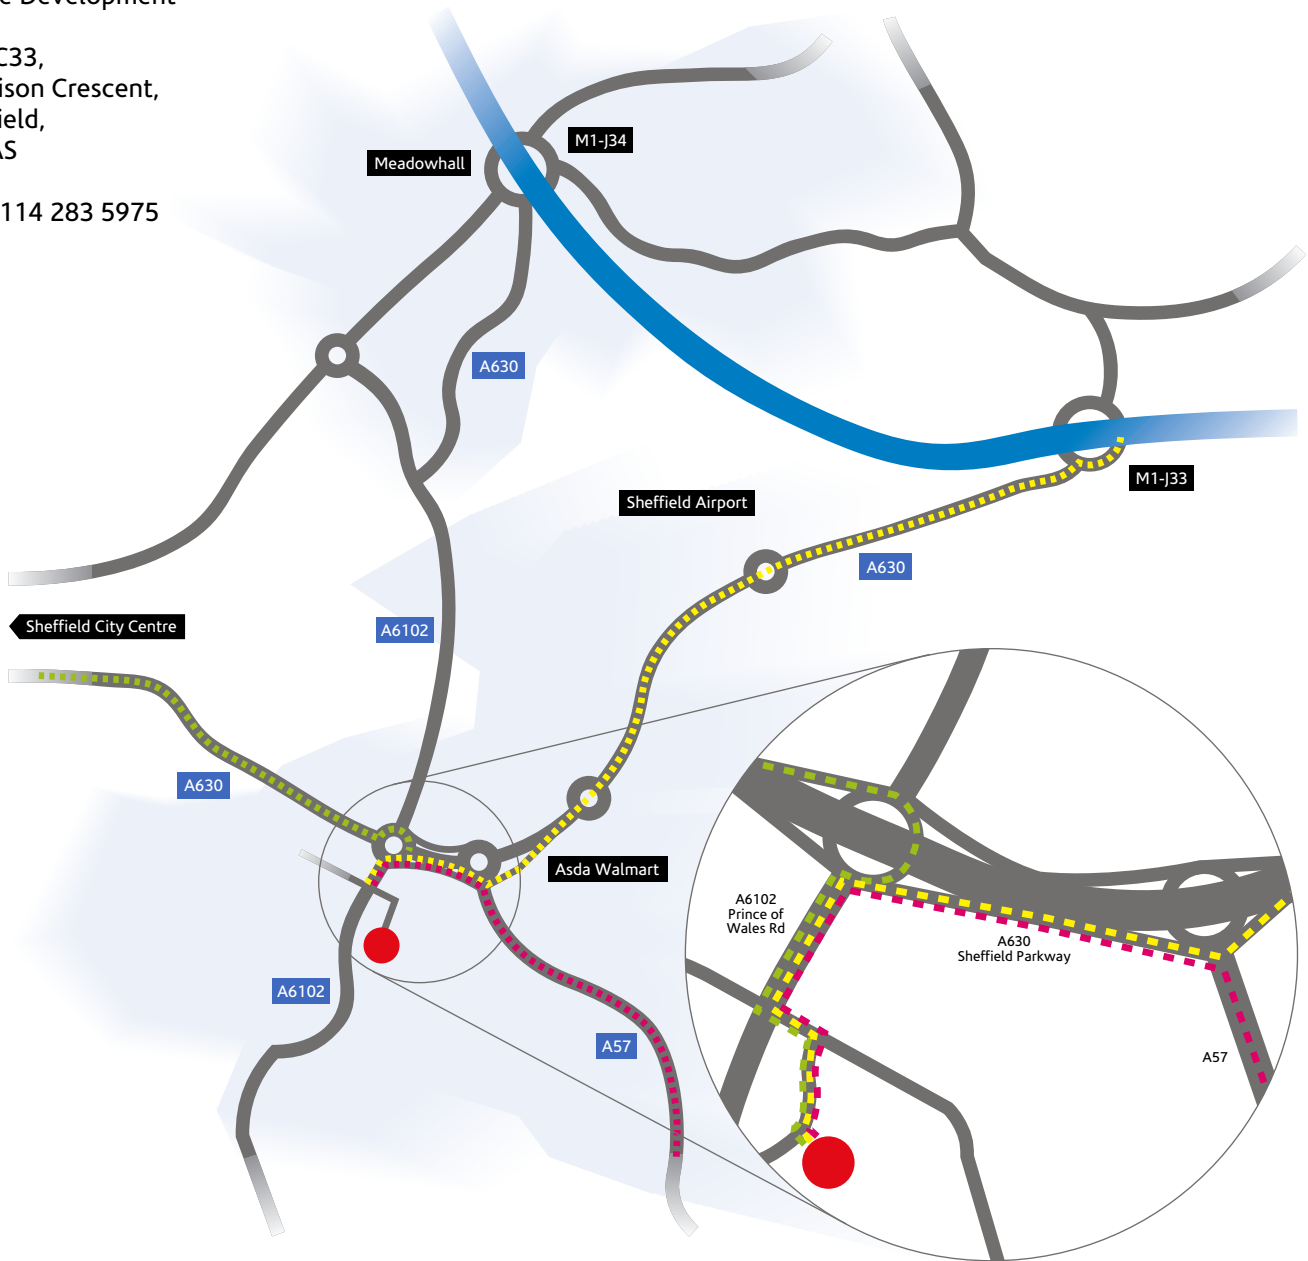 Development
C33,
ison Crescent,
ield,
AS
114 283 5975
M1-J34
Meadowhall
A630
M1-J33
Sheffield Airport
A630
Sheffield City Centre
A6102
A630
Asda Walmart
A6102
Prince of
Wales Rd
A630
Sheffield Parkway
A6102
A57
A57